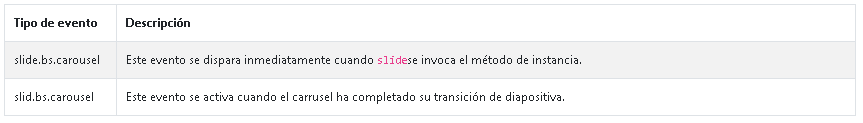 Tipo de evento Descripción
slide.bs.carousel Este evento se dispara inmediatamente cuando slidese invoca el método de instancia.
slid.bs.carousel Este evento se activa cuando el carrusel ha completado su transición de diapositiva.